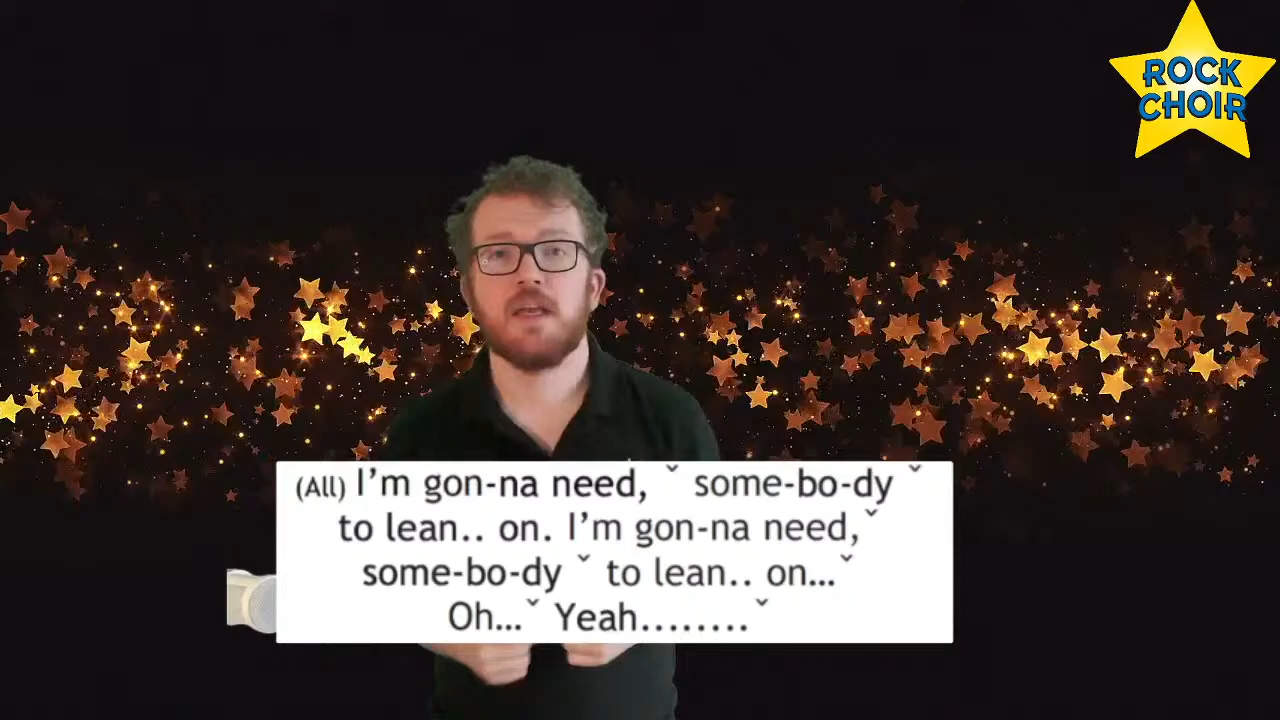 ROCK
CHOIR
(All) I'm gon-na need, ˇ some-bo-dy ˇ
to lean.. on. I'm gon-na need, ˇ
some-bo-dy ˇ to lean.. on... ˇ
Oh... ˇ Yeah........ ˇ